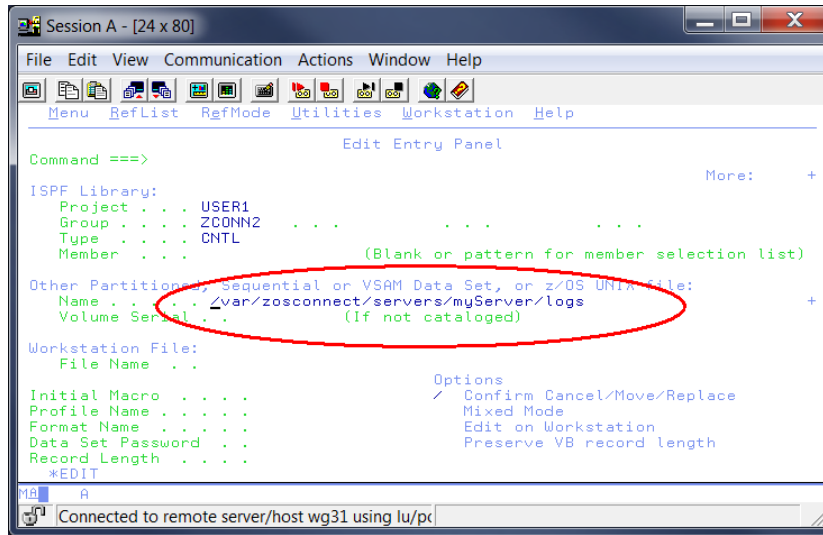 Session A - [24 x 80]
File Edit View Communication Actions Window Help
Menu RefList RefMode Utilities Workstation Help
Edit Entry Panel
Command ===>
More: +
ISPF Library:
Project . . . USER1
Group . . . . ZCONN2 . . . . . . . . .
Type . . . . CNTL
Member . . . (Blank or pattern for member selection list)
Other Partitioned, Sequential or VSAM Data Set, or z/OS UNIX file:
Name . . . . . /var/zosconnect/servers/myServer/logs +
Volume Serial . . (If not cataloged)
Workstation File:
File Name . .
Options
Initial Macro . . . . / Confirm Cancel/Move/Replace
Profile Name . . . . . Mixed Mode
Format Name . . . . . Edit on Workstation
Data Set Password . . Preserve VB record length
Record Length . . . .
*EDIT
MA A
Connected to remote server/host wg31 using lu/po